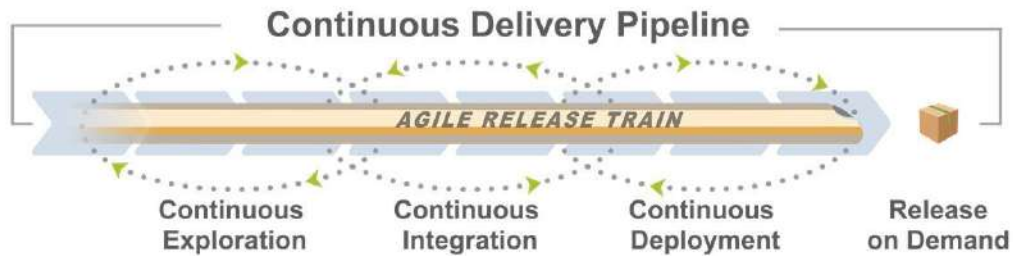 Continuous Delivery Pipeline
AGILE RELEASE TRAIN
Continuous
Exploration
Continuous
Integration
Continuous
Deployment
Release
on Demand